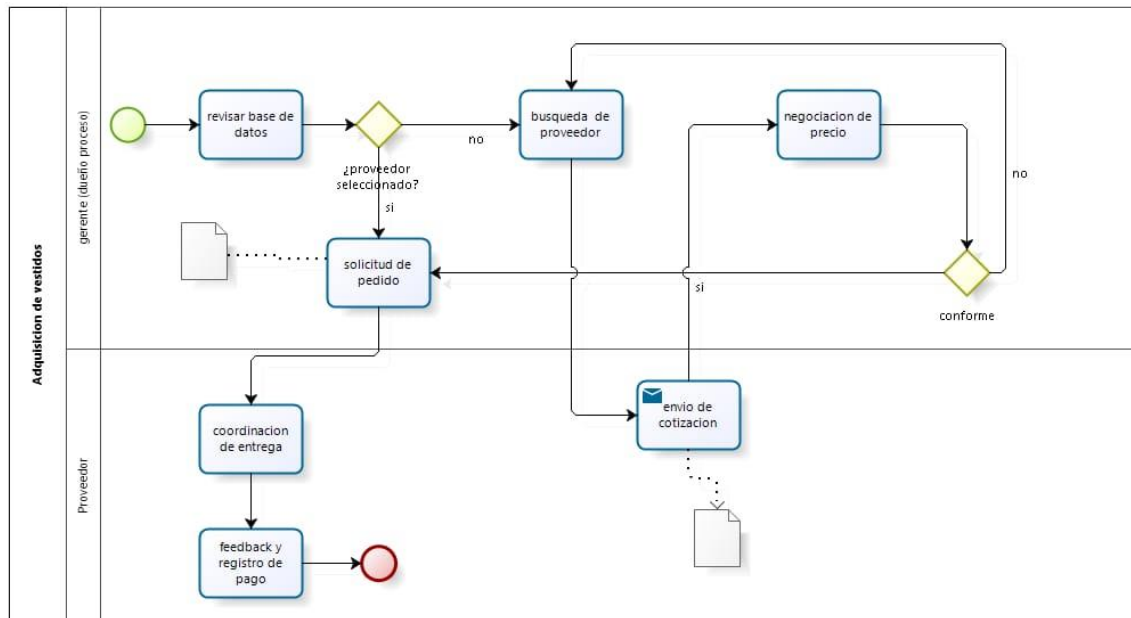 Adquisicion de vestidos
gerente (dueño proceso)
revisar base de
datos
¿proveedor
seleccionado?
no
si
busqueda de
proveedor
negociacion de
precio
no
conforme
si
solicitud de
pedido
Proveedor
envio de
cotizacion
coordinacion
de entrega
feedback y
registro de
pago